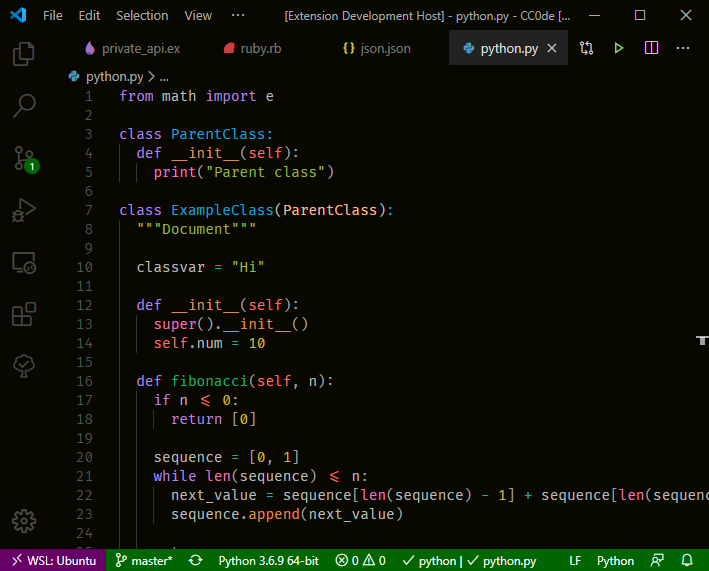 File Edit Selection View ··· [Extension Development Host] - python.py - CC0de [...
private_api.ex ruby.rb {} json.json python.py
python.py > ...
1 from math import e
2
3 class ParentClass:
4 def __init__(self):
5 print("Parent class")
6
7 class ExampleClass(ParentClass):
8 """Document"""
9
10 classvar = "Hi"
11
12 def __init__(self):
13 super().__init__()
14 self.num = 10
15
16 def fibonacci(self, n):
17 if n <= 0:
18 return [0]
19
20 sequence = [0, 1]
21 while len(sequence) <= n:
22 next_value = sequence[len(sequence) - 1] + sequence[len(sequenc
23 sequence.append(next_value)
24
1
WSL: Ubuntu master* Python 3.6.9 64-bit 0 0 ✓ python | ✓ python.py LF Python